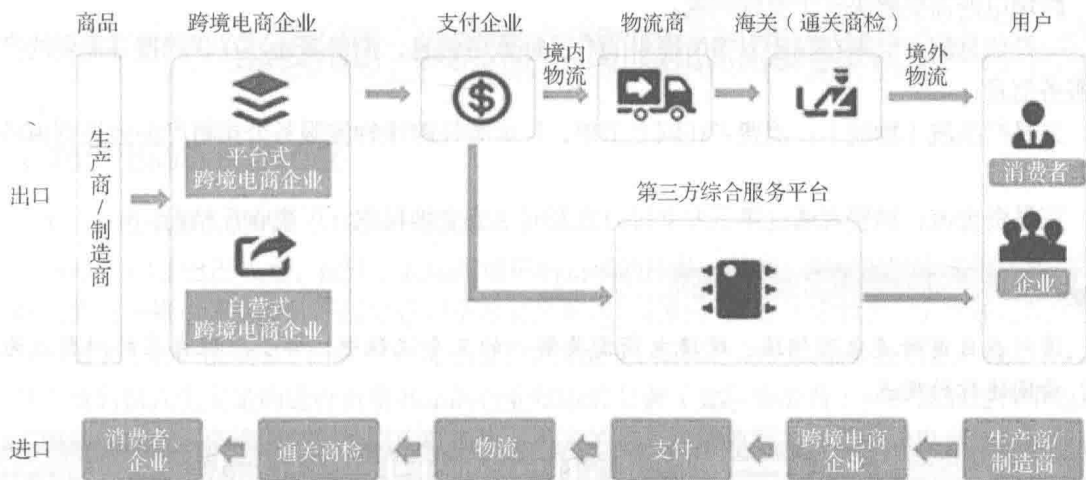 商品 跨境电商企业 支付企业 物流商 海关（通关商检） 用户
境内
物流
境外
物流
出口
生产商/制造商
平台式
跨境电商企业
自营式
跨境电商企业
第三方综合服务平台
消费者
企业
进口
消费者、
企业
通关商检
物流
支付
跨境电商
企业
生产商/
制造商